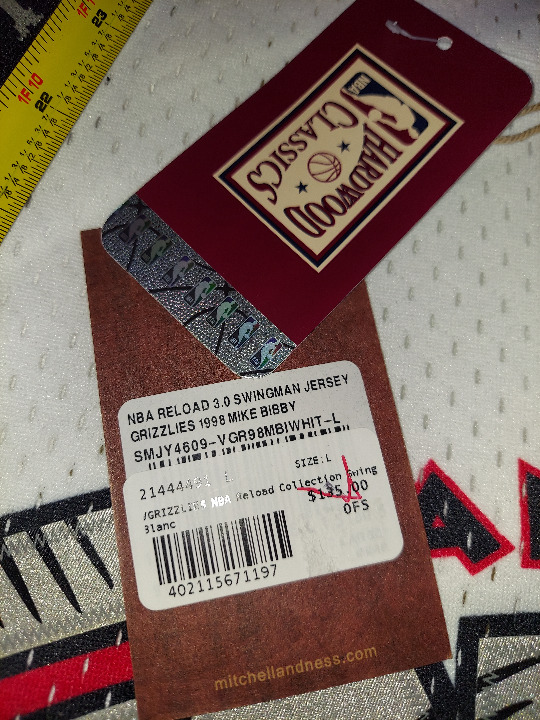 1F10
1F11
23
22
NBA
HARDWOOD
CLASSICS
NBA RELOAD 3.0 SWINGMAN JERSEY
GRIZZLIES 1998 MIKE BIBBY
SMJY4609-VGR98MBIWHIT-L
SIZE:L
/GRIZZLIES NBA Reload Collection Swing
$135.00
Blanc
OFS
402115671197
mitchellandness.com